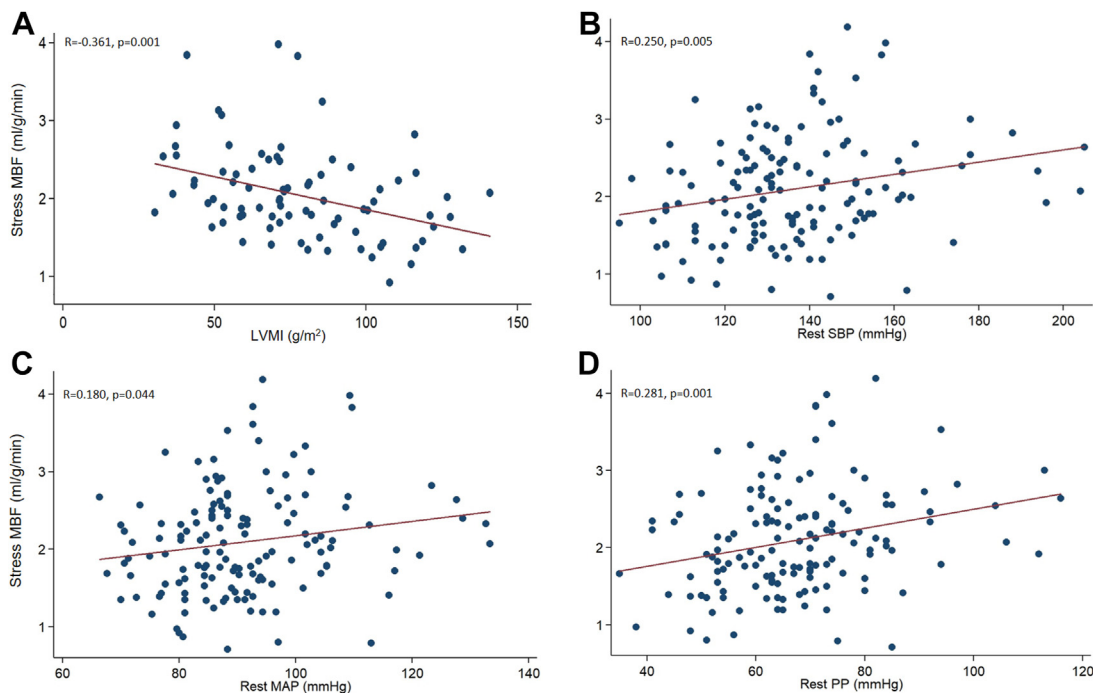 A
R=-0.361, p=0.001
Stress MBF (ml/g/min)
4
3
2
1
0
50
100
150
LVMI (g/m²)
B
R=0.250, p=0.005
4
3
2
1
100
120
140
160
180
200
Rest SBP (mmHg)
C
R=0.180, p=0.044
Stress MBF (ml/g/min)
4
3
2
1
60
80
100
120
140
Rest MAP (mmHg)
D
R=0.281, p=0.001
4
3
2
1
40
60
80
100
120
Rest PP (mmHg)